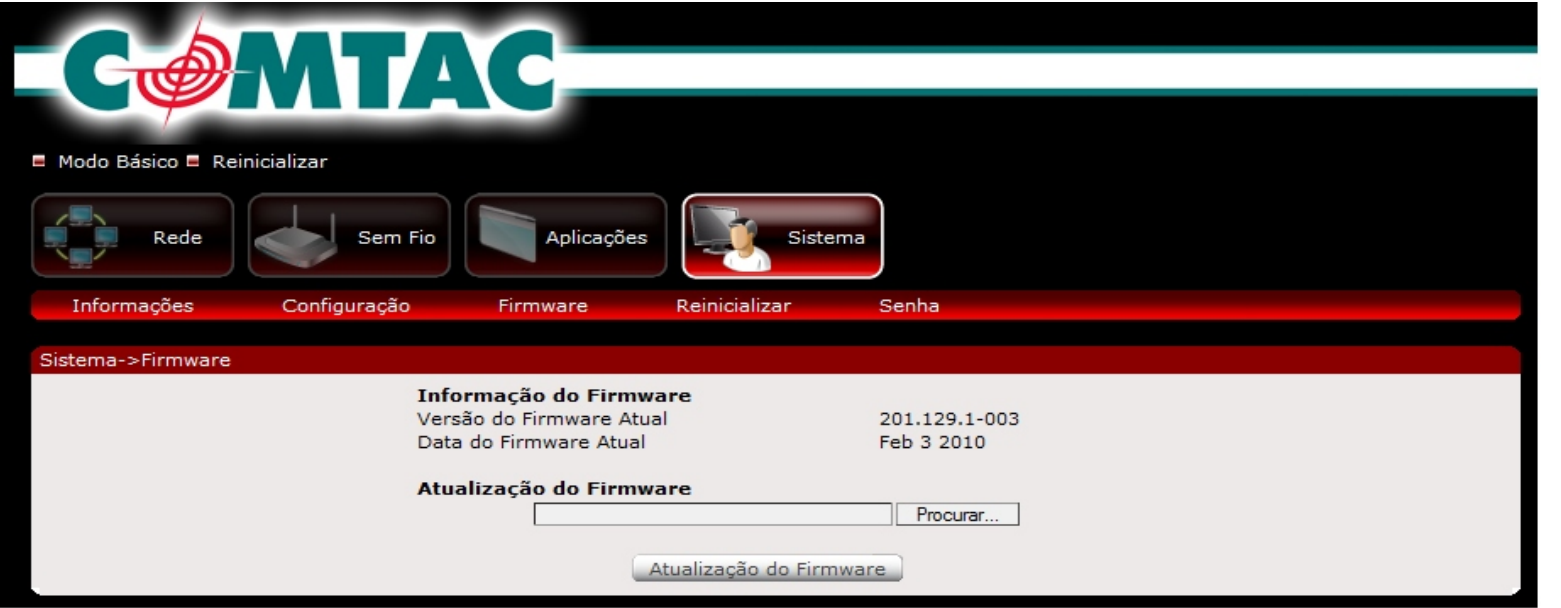 COMTAC
Modo Básico Reinicializar
Rede Sem Fio Aplicações Sistema
Informações Configuração Firmware Reinicializar Senha
Sistema->Firmware
Informação do Firmware
Versão do Firmware Atual 201.129.1-003
Data do Firmware Atual Feb 3 2010
Atualização do Firmware
Procurar...
Atualização do Firmware